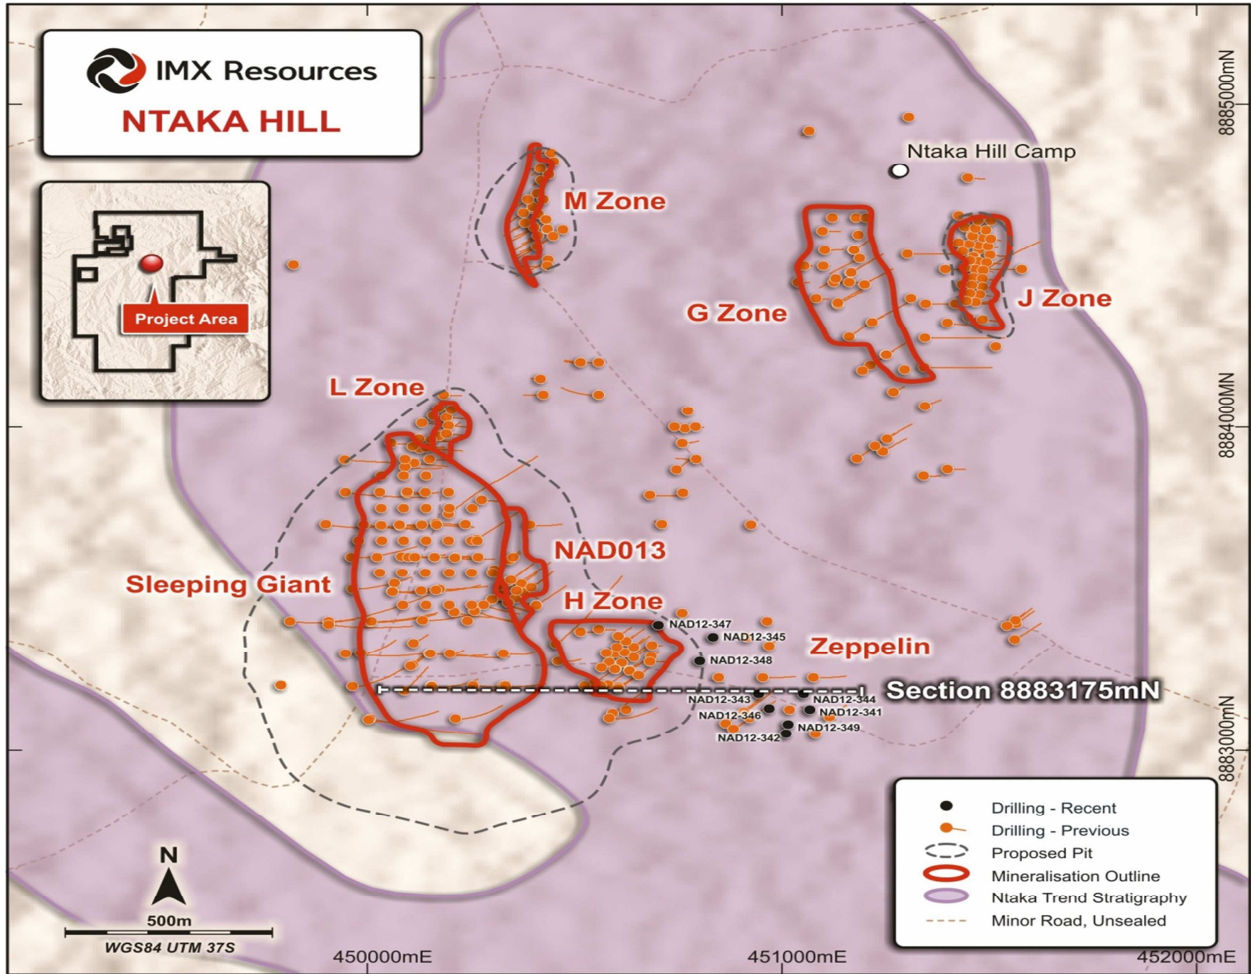 IMX Resources
NTAKA HILL
8885000mN
Ntaka Hill Camp
M Zone
Project Area
G Zone
J Zone
L Zone
8884000MN
NAD013
Sleeping Giant
H Zone
NAD12-347
NAD12-345
Zeppelin
NAD12-348
Section 8883175mN
NAD12-343
NAD12-344
NAD12-346
NAD12-341
NAD12-349
NAD12-342
8883000mN
Drilling - Recent
Drilling - Previous
Proposed Pit
Mineralisation Outline
Ntaka Trend Stratigraphy
Minor Road, Unsealed
N
500m
WGS84 UTM 37S
450000mE
451000mE
452000mE